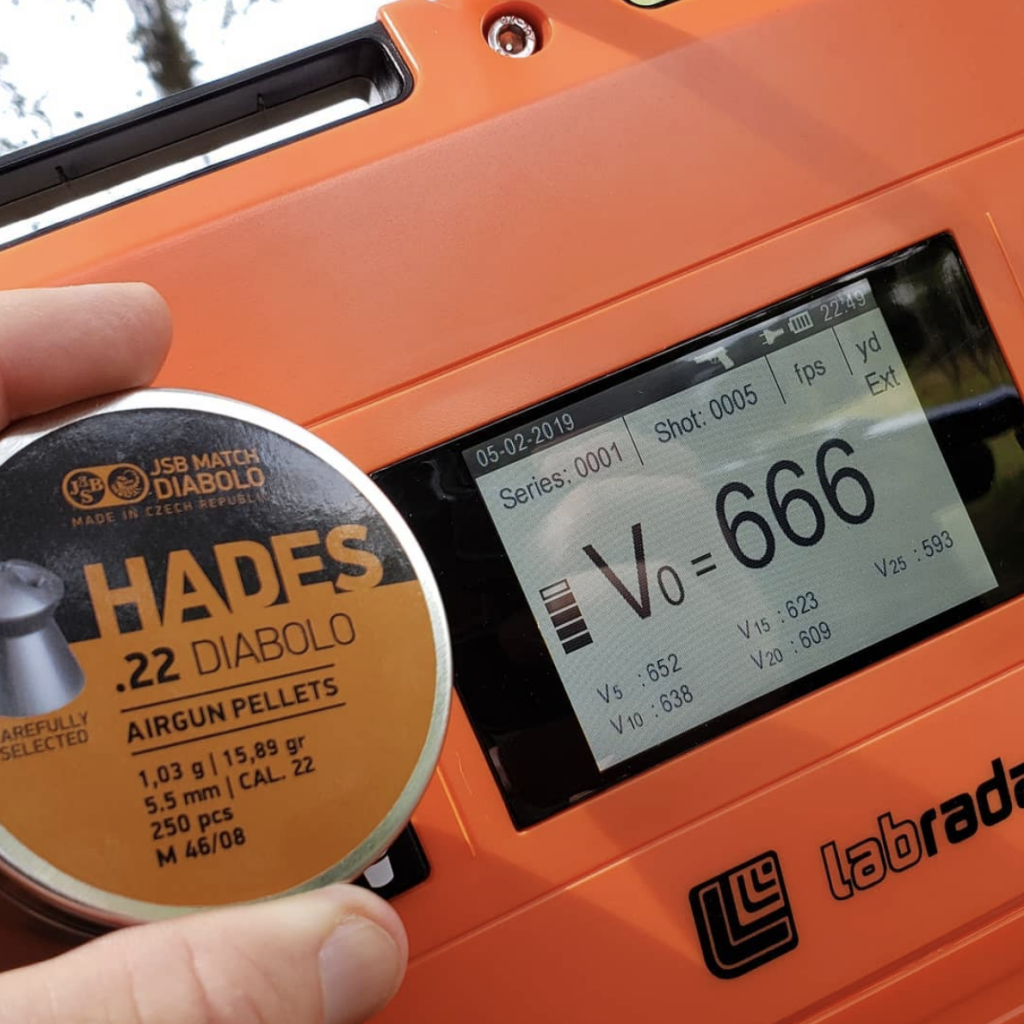 JSB MATCH
DIABOLO
MADE IN CZECH REPUBLIC
HADES
.22 DIABOLO
AIRGUN PELLETS
1,03 g | 15,89 gr
5.5 mm | CAL. 22
250 pcs
M 46/08
SELECTED
05-02-2019
22:49
Series: 0001
Shot: 0005
fps
yd
Ext
V0 = 666
V5 : 652
V10 : 638
V15 : 623
V20 : 609
V25 : 593